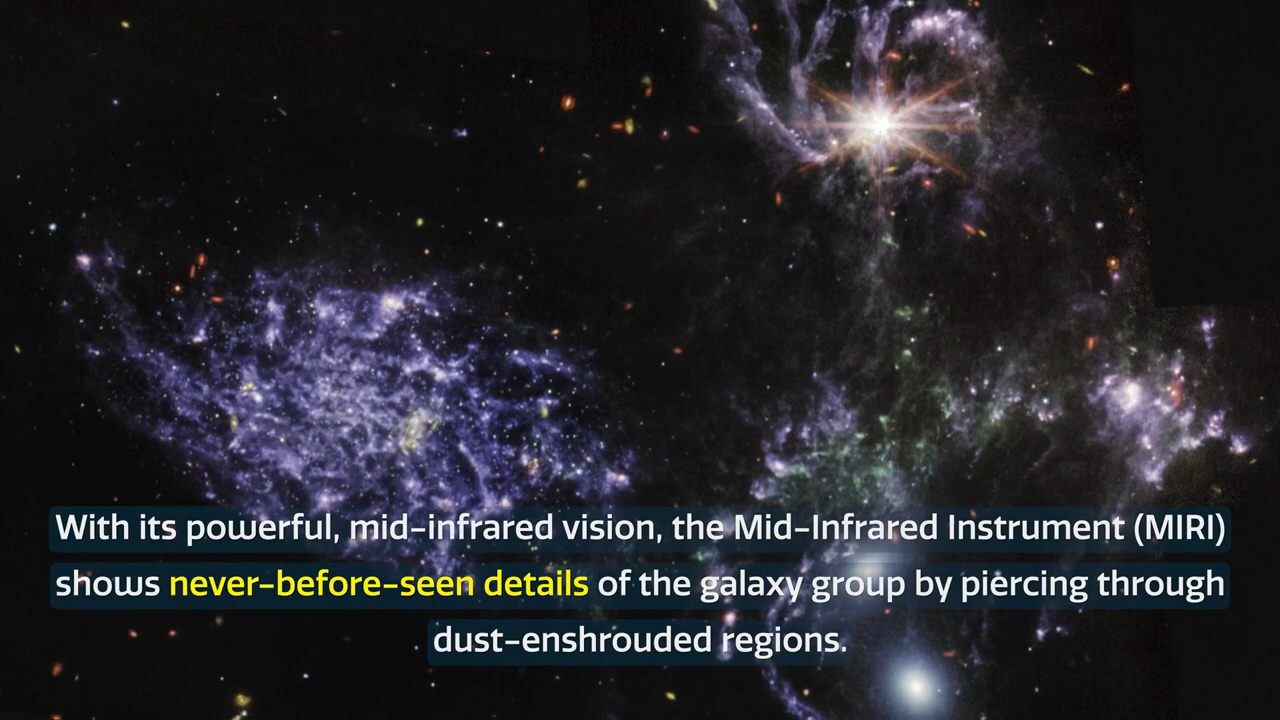 With its powerful, mid-infrared vision, the Mid-Infrared Instrument (MIRI)
shows never-before-seen details of the galaxy group by piercing through
dust-enshrouded regions.